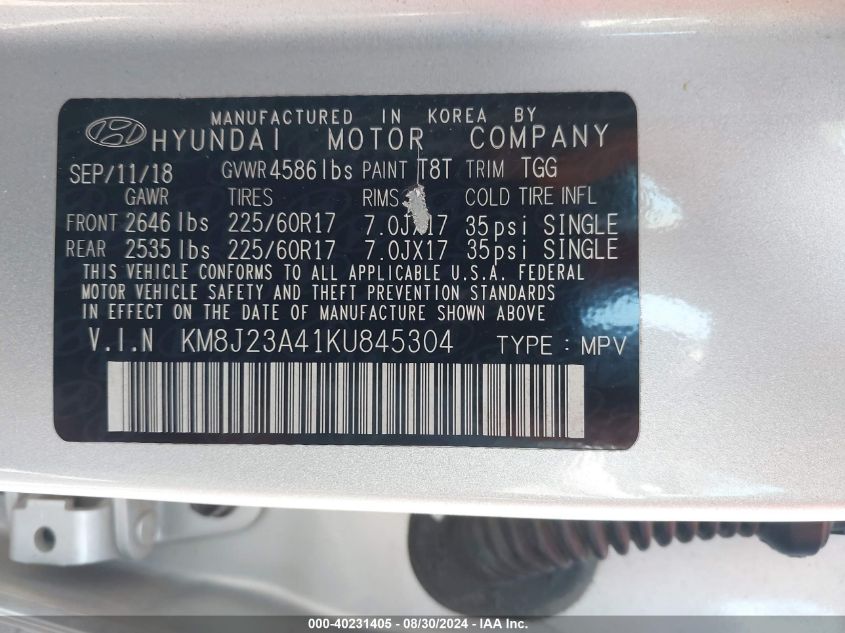 MANUFACTURED IN KOREA BY
HYUNDAI MOTOR COMPANY
SEP/11/18 GVWR 4586 lbs PAINT T8T TRIM TGG
GAWR TIRES RIMS COLD TIRE INFL
FRONT 2646 lbs 225/60R17 7.0JX17 35psi SINGLE
REAR 2535 lbs 225/60R17 7.0JX17 35psi SINGLE
THIS VEHICLE CONFORMS TO ALL APPLICABLE U.S.A. FEDERAL
MOTOR VEHICLE SAFETY AND THEFT PREVENTION STANDARDS
IN EFFECT ON THE DATE OF MANUFACTURE SHOWN ABOVE
V.I.N KM8J23A41KU845304 TYPE : MPV
000-40231405 - 08/30/2024 - IAA Inc.